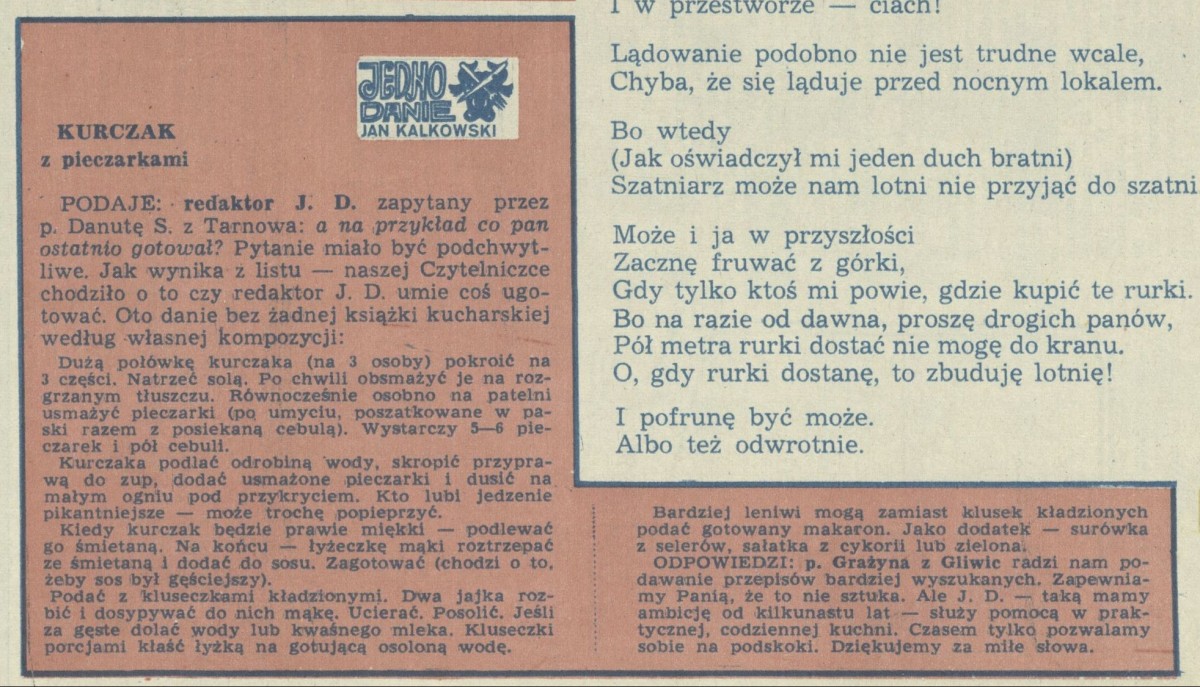 JEDNO
DANIE
JAN KALKOWSKI
KURCZAK
z pieczarkami
PODAJE: redaktor J. D. zapytany przez
p. Danutę S. z Tarnowa: a na przykład co pan
ostatnio gotował? Pytanie miało być podchwyt-
liwe. Jak wynika z listu — naszej Czytelniczce
chodziło o to czy redaktor J. D. umie coś ugo-
tować. Oto danie bez żadnej książki kucharskiej
według własnej kompozycji:
Dużą połówkę kurczaka (na 3 osoby) pokroić na
3 części. Natrzeć solą. Po chwili obsmażyć je na roz-
grzanym tłuszczu. Równocześnie osobno na patelni
usmażyć pieczarki (po umyciu, poszatkowane w pa-
ski razem z posiekaną cebulą). Wystarczy 5—6 pie-
czarek i pół cebuli.
Kurczaka podlać odrobiną wody, skropić przypra-
wą do zup, dodać usmażone pieczarki i dusić na
małym ogniu pod przykryciem. Kto lubi jedzenie
pikantniejsze — może trochę popieprzyć.
Kiedy kurczak będzie prawie miękki — podlewać
go śmietaną. Na końcu — łyżeczkę mąki roztrzepać
ze śmietaną i dodać do sosu. Zagotować (chodzi o to,
żeby sos był gęściejszy).
Podać z kluseczkami kładzionymi. Dwa jajka roz-
bić i dosypywać do nich mąkę. Ucierać. Posolić. Jeśli
za gęste dolać wody lub kwaśnego mleka. Kluseczki
porcjami kłaść łyżką na gotującą osoloną wodę.
Bardziej leniwi mogą zamiast klusek kładzionych
podać gotowany makaron. Jako dodatek — surówka
z selerów, sałatka z cykorii lub zielona.
ODPOWIEDZI: p. Grażyna z Gliwic radzi nam po-
dawanie przepisów bardziej wyszukanych. Zapewnia-
my Panią, że to nie sztuka. Ale J. D. — taką mamy
ambicję od kilkunastu lat — służy pomocą w prak-
tycznej, codziennej kuchni. Czasem tylko pozwalamy
sobie na podskoki. Dziękujemy za miłe słowa.
I w przestworze — ciach!
Lądowanie podobno nie jest trudne wcale,
Chyba, że się ląduje przed nocnym lokalem.
Bo wtedy
(Jak oświadczył mi jeden duch bratni)
Szatniarz może nam lotni nie przyjąć do szatni
Może i ja w przyszłości
Zacznę fruwać z górki,
Gdy tylko ktoś mi powie, gdzie kupić te rurki.
Bo na razie od dawna, proszę drogich panów,
Pół metra rurki dostać nie mogę do kranu.
O, gdy rurki dostanę, to zbuduję lotnię!
I pofrunę być może.
Albo też odwrotnie.